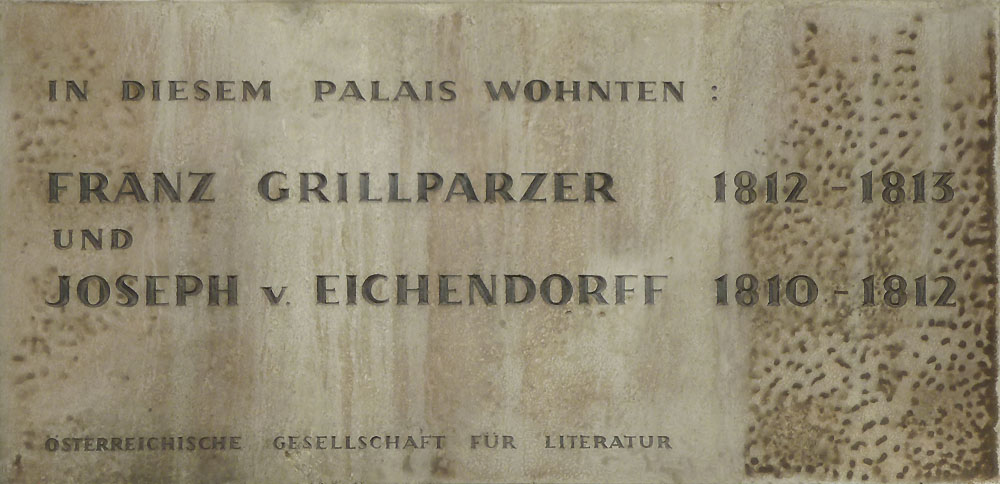 IN DIESEM PALAIS WOHNTEN :
FRANZ GRILLPARZER 1812 - 1813
UND
JOSEPH v. EICHENDORFF 1810 - 1812
ÖSTERREICHISCHE GESELLSCHAFT FÜR LITERATUR